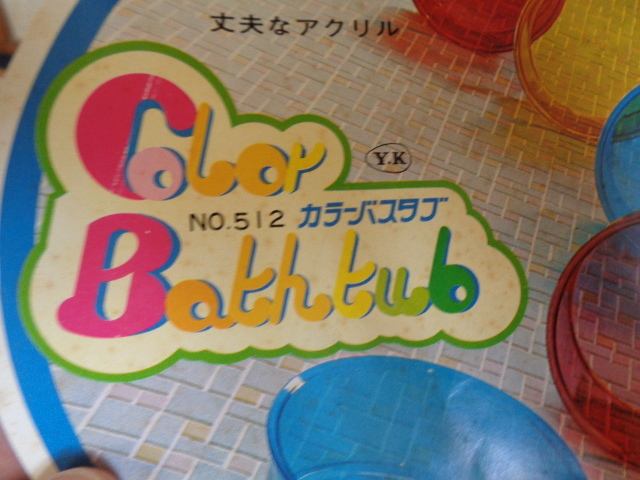 丈夫なアクリル
Color
Y.K
NO.512 カラーバスタブ
Bathtub